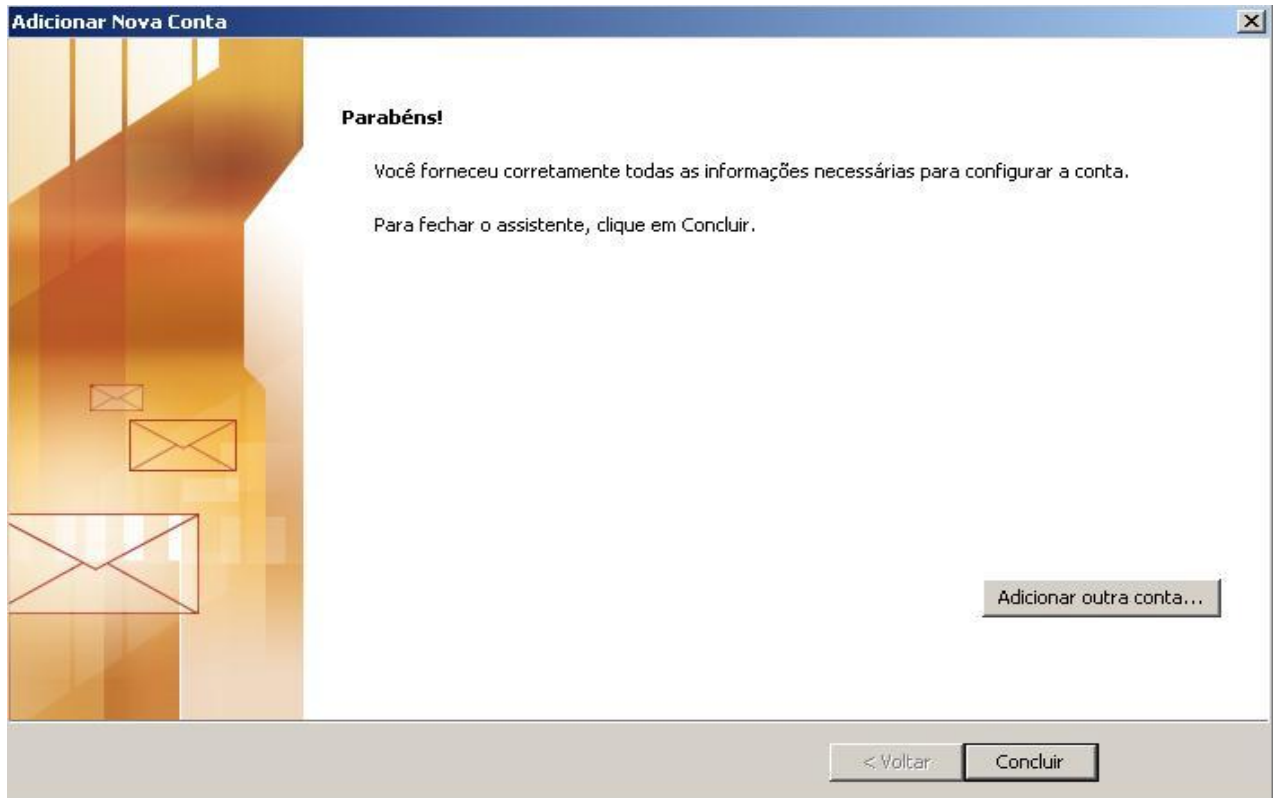 Adicionar Nova Conta
Parabéns!
Você forneceu corretamente todas as informações necessárias para configurar a conta.
Para fechar o assistente, clique em Concluir.
Adicionar outra conta...
< Voltar
Concluir